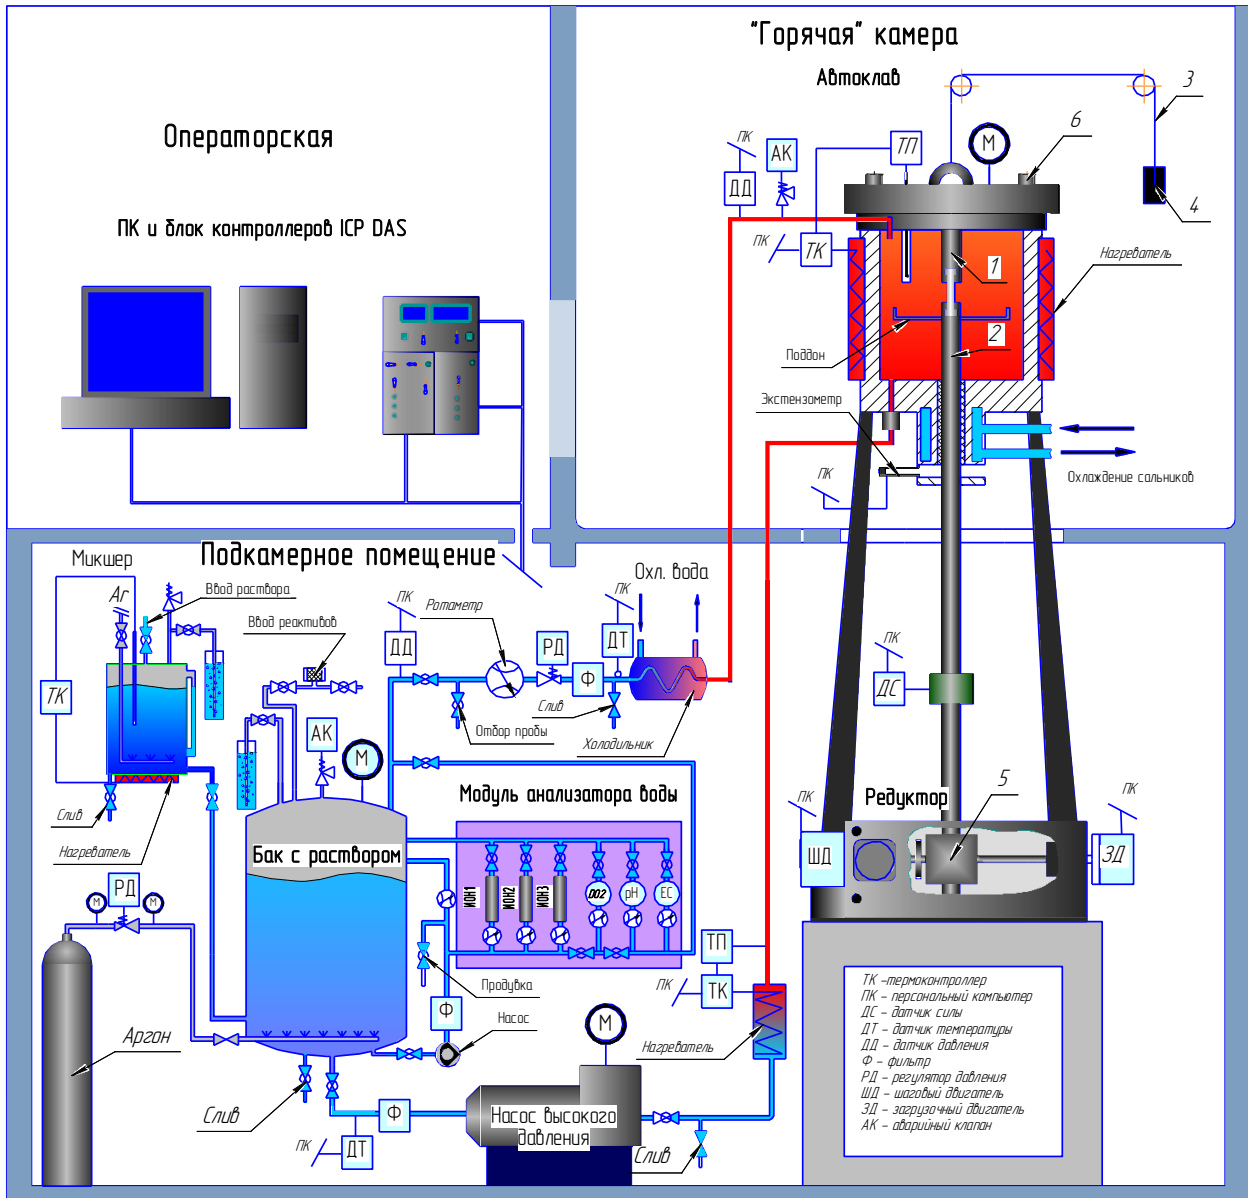 "Горячая" камера
Автоклав
Операторская
ПК и блок контроллеров ICP DAS
ПК
АК
ДД
ТП
М
6
3
4
ПК
ТК
1
2
Нагреватель
Поддон
Экстензометр
ПК
Охлаждение сальников
Подкамерное помещение
Микшер
Ar
Ввод раствора
Ввод реактивов
ТК
Слив
Нагреватель
ПК
ДД
Ротаметр
РД
Ф
ПК
ДТ
Охл. вода
Слив
Отбор пробы
Холодильник
ПК
ДС
АК
М
Модуль анализатора воды
Бак с раствором
ИОН1
ИОН2
ИОН3
DO2
pH
EC
Редуктор
5
ПК
ШД
ПК
ЗД
РД
М
М
Аргон
Продувка
Ф
Насос
ТП
ПК
ТК
Нагреватель
М
Слив
Ф
ПК
ДТ
Насос высокого
давления
Слив
ТК – термоконтроллер
ПК – персональный компьютер
ДС – датчик силы
ДТ – датчик температуры
ДД – датчик давления
Ф – фильтр
РД – регулятор давления
ШД – шаговый двигатель
ЗД – загрузочный двигатель
АК – аварийный клапан